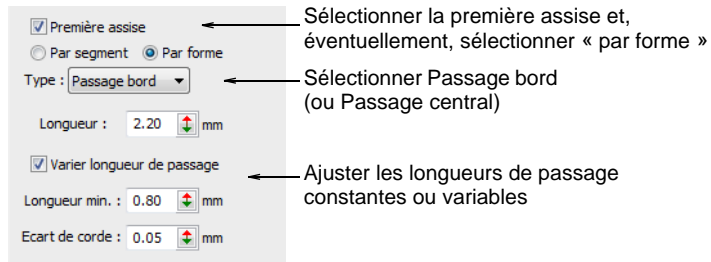 Première assise
Par segment Par forme
Type : Passage bord
Longueur : 2.20 mm
Varier longueur de passage
Longueur min. : 0.80 mm
Ecart de corde : 0.05 mm
Sélectionner la première assise et,
éventuellement, sélectionner « par forme »
Sélectionner Passage bord
(ou Passage central)
Ajuster les longueurs de passage
constantes ou variables